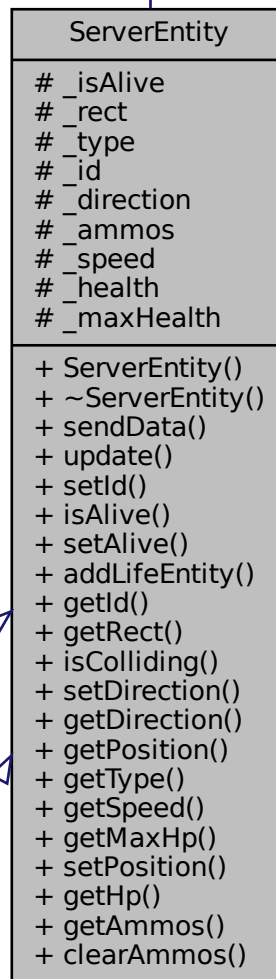 ServerEntity
# _isAlive
# _rect
# _type
# _id
# _direction
# _ammos
# _speed
# _health
# _maxHealth
+ ServerEntity()
+ ~ServerEntity()
+ sendData()
+ update()
+ setId()
+ isAlive()
+ setAlive()
+ addLifeEntity()
+ getId()
+ getRect()
+ isColliding()
+ setDirection()
+ getDirection()
+ getPosition()
+ getType()
+ getSpeed()
+ getMaxHp()
+ setPosition()
+ getHp()
+ getAmmos()
+ clearAmmos()